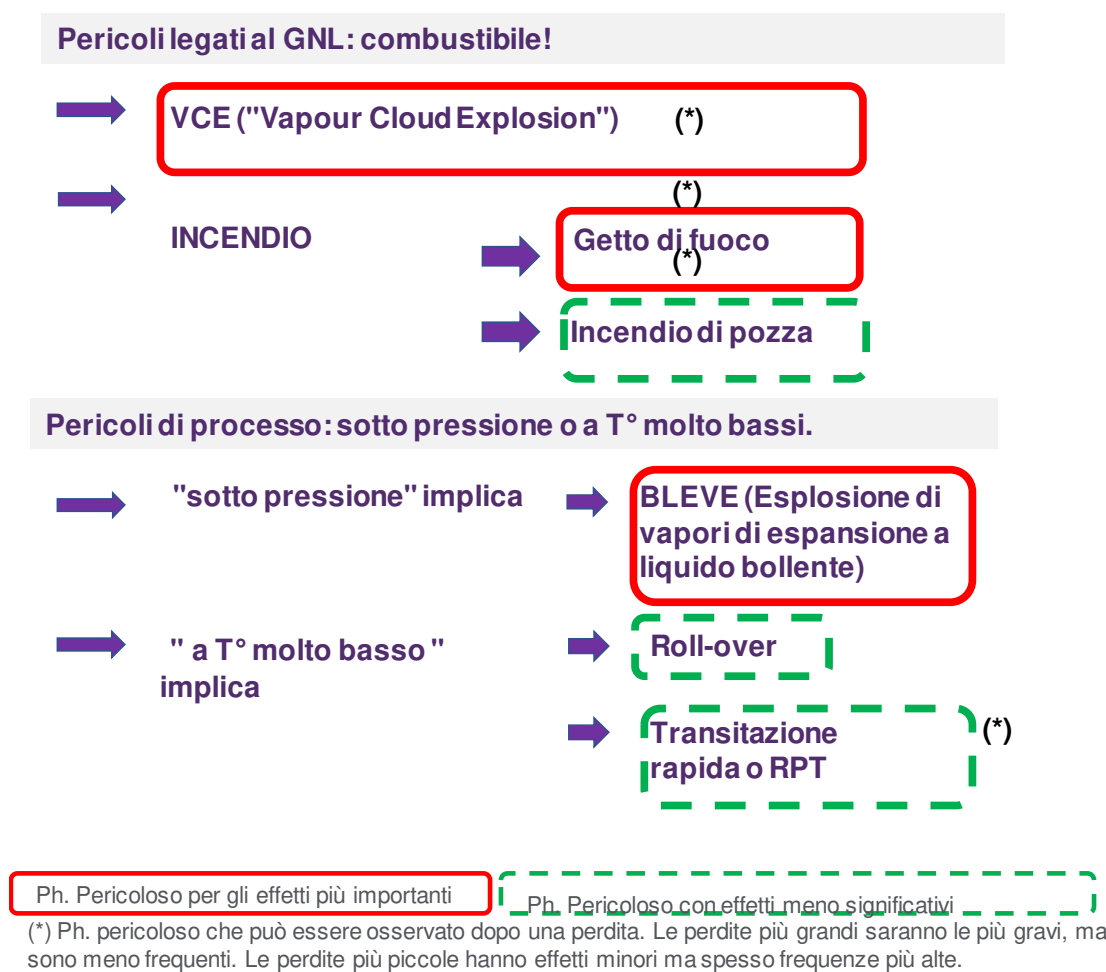 Pericoli legati al GNL: combustibile!
VCE ("Vapour Cloud Explosion") (*)
(*)
INCENDIO
Getto di fuoco
(*)
Incendio di pozza
Pericoli di processo: sotto pressione o a T° molto bassi.
"sotto pressione" implica
BLEVE (Esplosione di
vapori di espansione a
liquido bollente)
" a T° molto basso "
implica
Roll-over
Transitazione
rapida o RPT
(*)
Ph. Pericoloso per gli effetti più importanti
Ph. Pericoloso con effetti meno significativi
(*) Ph. pericoloso che può essere osservato dopo una perdita. Le perdite più grandi saranno le più gravi, ma
sono meno frequenti. Le perdite più piccole hanno effetti minori ma spesso frequenze più alte.